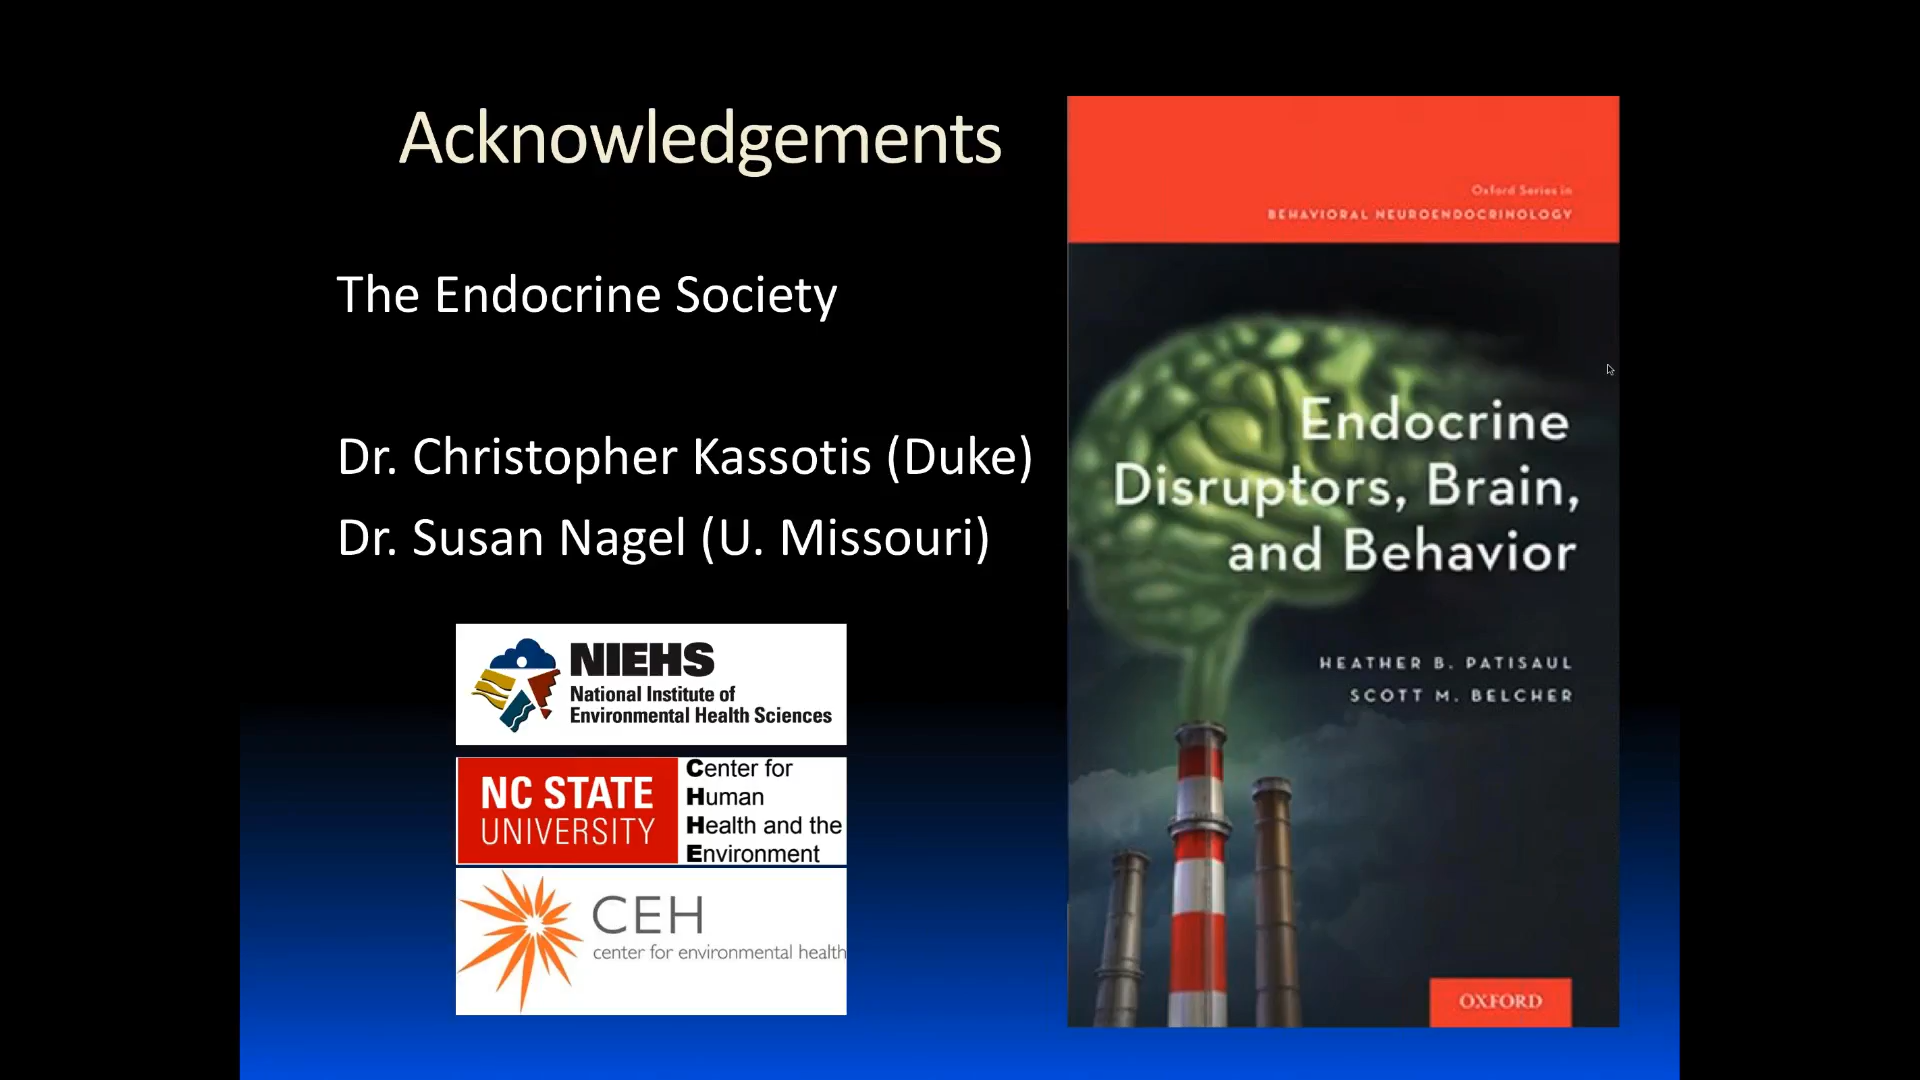 Acknowledgements
The Endocrine Society
Dr. Christopher Kassotis (Duke)
Dr. Susan Nagel (U. Missouri)
NIEHS
National Institute of
Environmental Health Sciences
NC STATE
UNIVERSITY
Center for
Human
Health and the
Environment
CEH
center for environmental health
Oxford Series in
BEHAVIORAL NEUROENDOCRINOLOGY
Endocrine
Disruptors, Brain,
and Behavior
HEATHER B. PATISAUL
SCOTT M. BELCHER
OXFORD